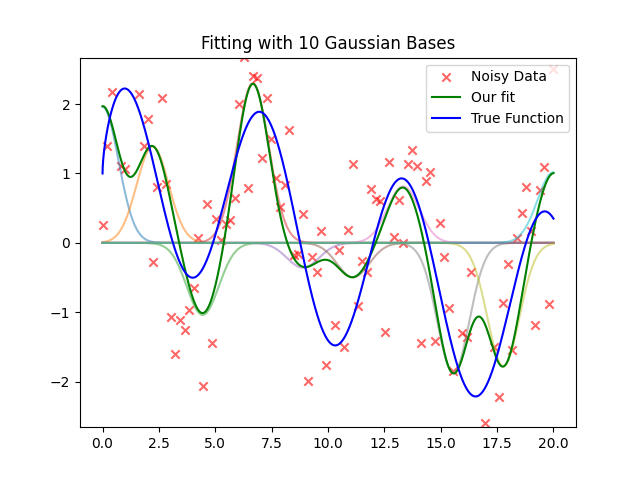 Fitting with 10 Gaussian Bases
Noisy Data
Our fit
True Function
2
1
0
−1
−2
0.0 2.5 5.0 7.5 10.0 12.5 15.0 17.5 20.0